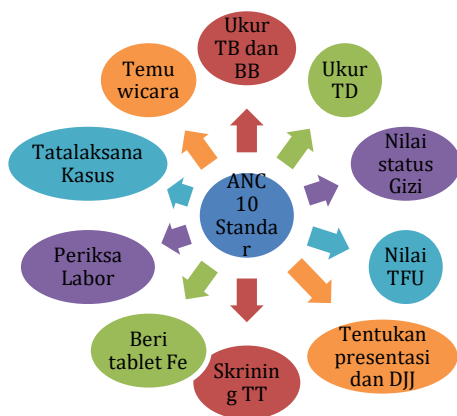 Ukur
TB dan
BB
Ukur
TD
Nilai
status
Gizi
Nilai
TFU
Tentukan
presentasi
dan DJJ
Skrinin
g TT
Beri
tablet Fe
Periksa
Labor
Tatalaksana
Kasus
Temu
wicara
ANC
10
Standa
r